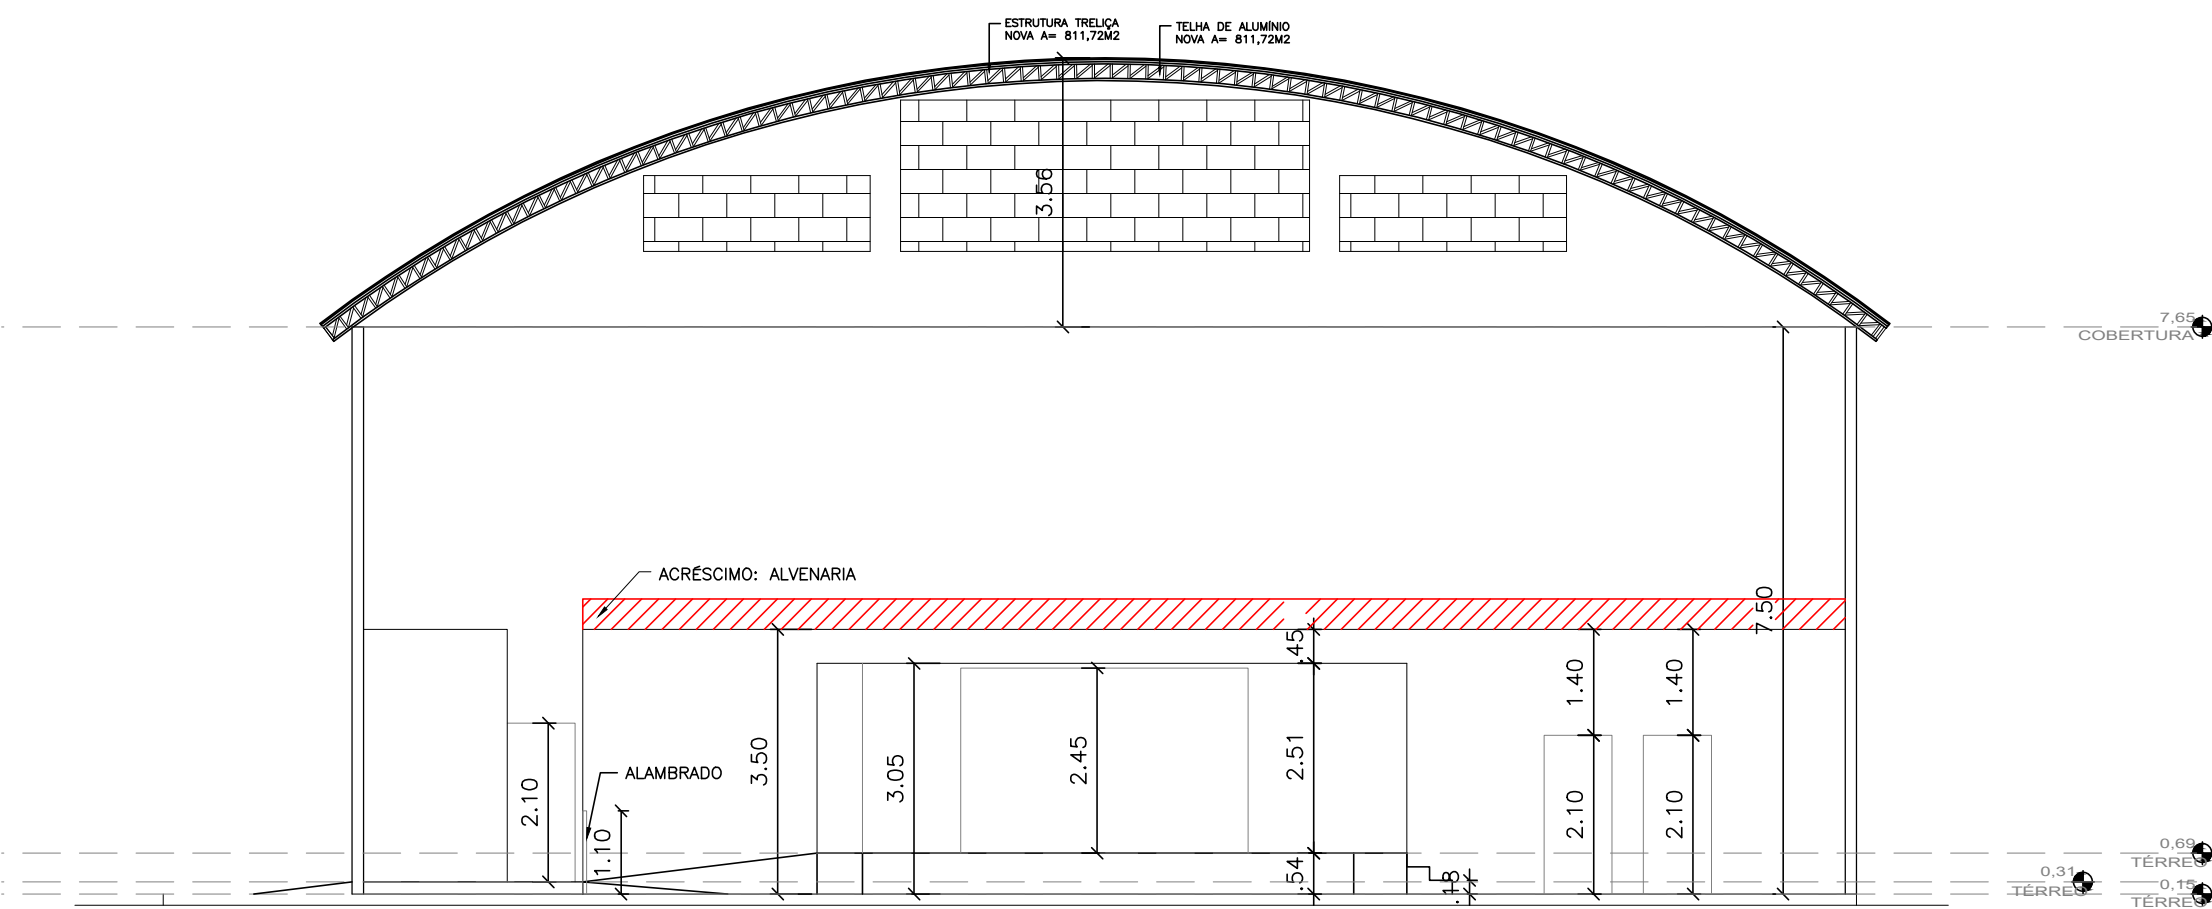 ESTRUTURA TRELIÇA
NOVA A= 811,72M2
TELHA DE ALUMÍNIO
NOVA A= 811,72M2
3.56
7,65
COBERTURA
ACRÉSCIMO: ALVENARIA
7.50
.45
1.40
1.40
3.50
3.05
2.45
2.51
2.10
ALAMBRADO
1.10
2.10
2.10
.54
.18
0,69
TÉRREO
0,31
TÉRREO
0,15
TÉRREO